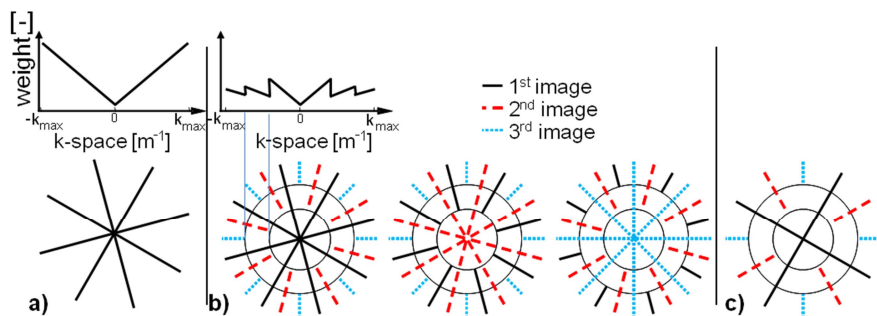 [-]
weight
-kmax 0 kmax
k-space [m⁻¹]
-kmax 0 kmax
k-space [m⁻¹]
1st image
2nd image
3rd image
a) b) c)